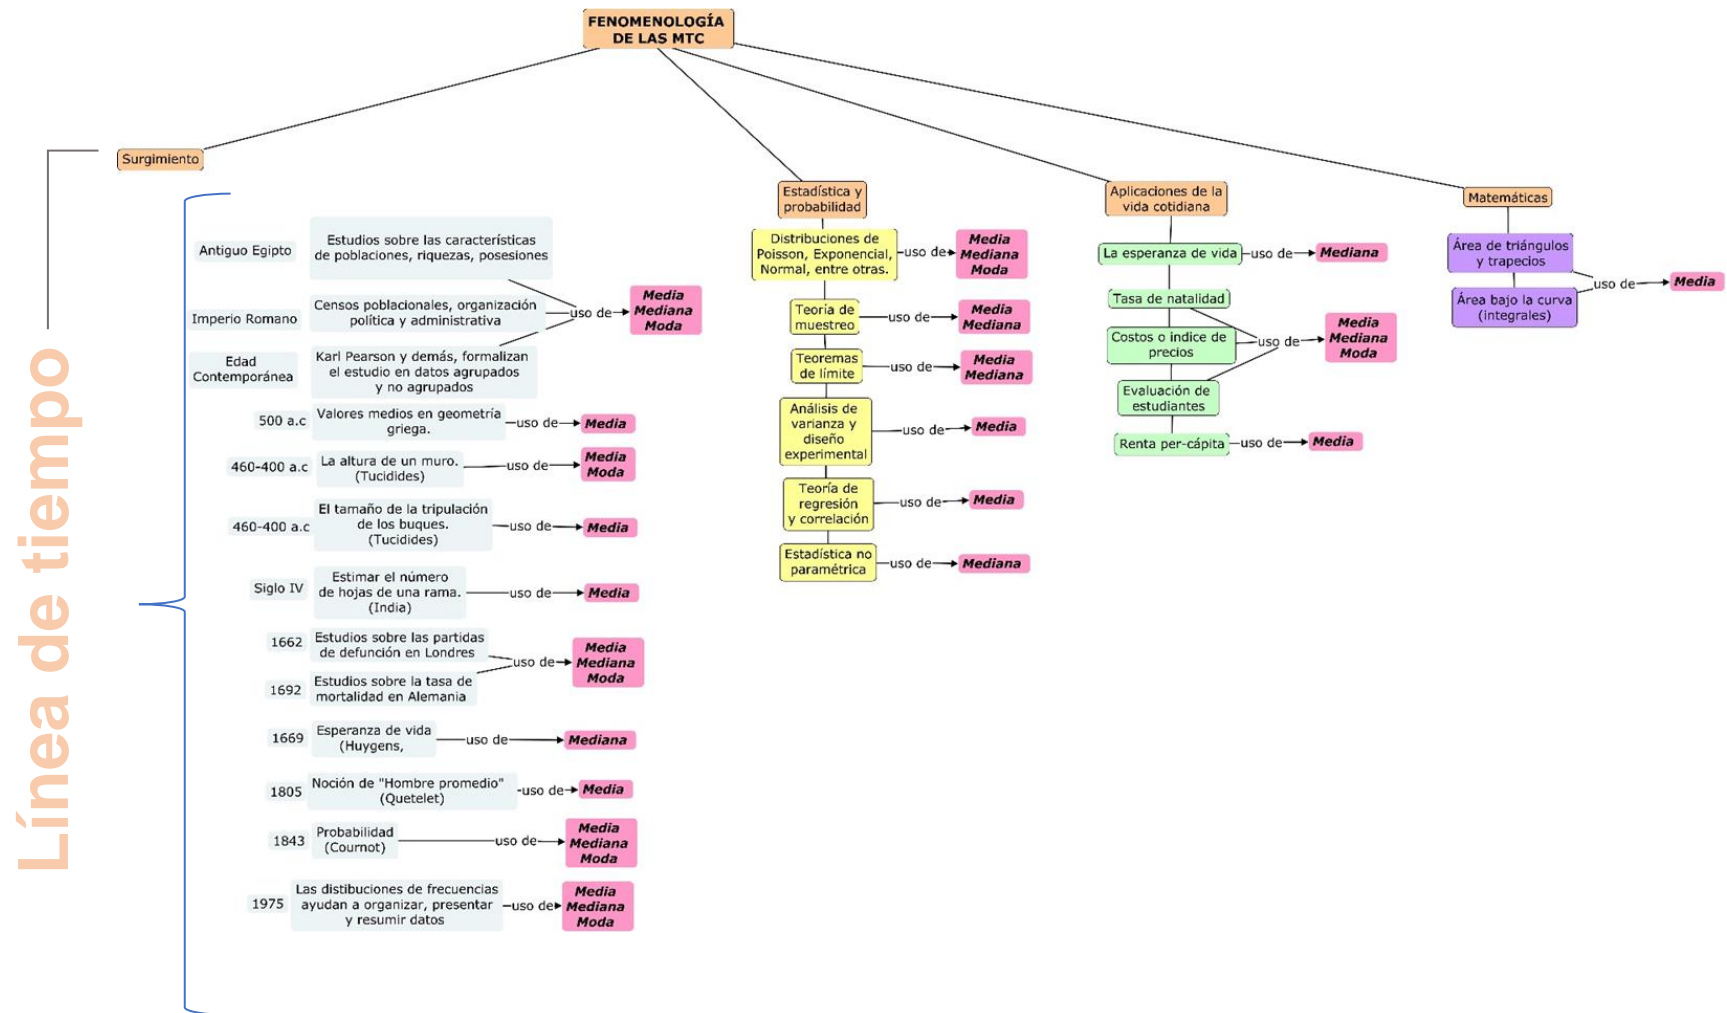 FENOMENOLOGÍA
DE LAS MTC
Línea de tiempo
Surgimiento
Antiguo Egipto
Estudios sobre las características
de poblaciones, riquezas, posesiones
Imperio Romano
Censos poblacionales, organización
política y administrativa
Edad
Contemporánea
Karl Pearson y demás, formalizan
el estudio en datos agrupados
y no agrupados
uso de
Media
Mediana
Moda
500 a.c
Valores medios en geometría
griega.
uso de
Media
460-400 a.c
La altura de un muro.
(Tucidides)
uso de
Media
Moda
460-400 a.c
El tamaño de la tripulación
de los buques.
(Tucidides)
uso de
Media
Siglo IV
Estimar el número
de hojas de una rama.
(India)
uso de
Media
1662
Estudios sobre las partidas
de defunción en Londres
1692
Estudios sobre la tasa de
mortalidad en Alemania
uso de
Media
Mediana
Moda
1669
Esperanza de vida
(Huygens,
uso de
Mediana
1805
Noción de "Hombre promedio"
(Quetelet)
uso de
Media
1843
Probabilidad
(Cournot)
uso de
Media
Mediana
Moda
1975
Las distibuciones de frecuencias
ayudan a organizar, presentar
y resumir datos
uso de
Media
Mediana
Moda
Estadística y
probabilidad
Distribuciones de
Poisson, Exponencial,
Normal, entre otras.
uso de
Media
Mediana
Moda
Teoría de
muestreo
uso de
Media
Mediana
Teoremas
de límite
uso de
Media
Mediana
Análisis de
varianza y
diseño
experimental
uso de
Media
Teoría de
regresión
y correlación
uso de
Media
Estadística no
paramétrica
uso de
Mediana
Aplicaciones de la
vida cotidiana
La esperanza de vida
uso de
Mediana
Tasa de natalidad
Costos o indice de
precios
Evaluación de
estudiantes
uso de
Media
Mediana
Moda
Renta per-cápita
uso de
Media
Matemáticas
Área de triángulos
y trapecios
Área bajo la curva
(integrales)
uso de
Media